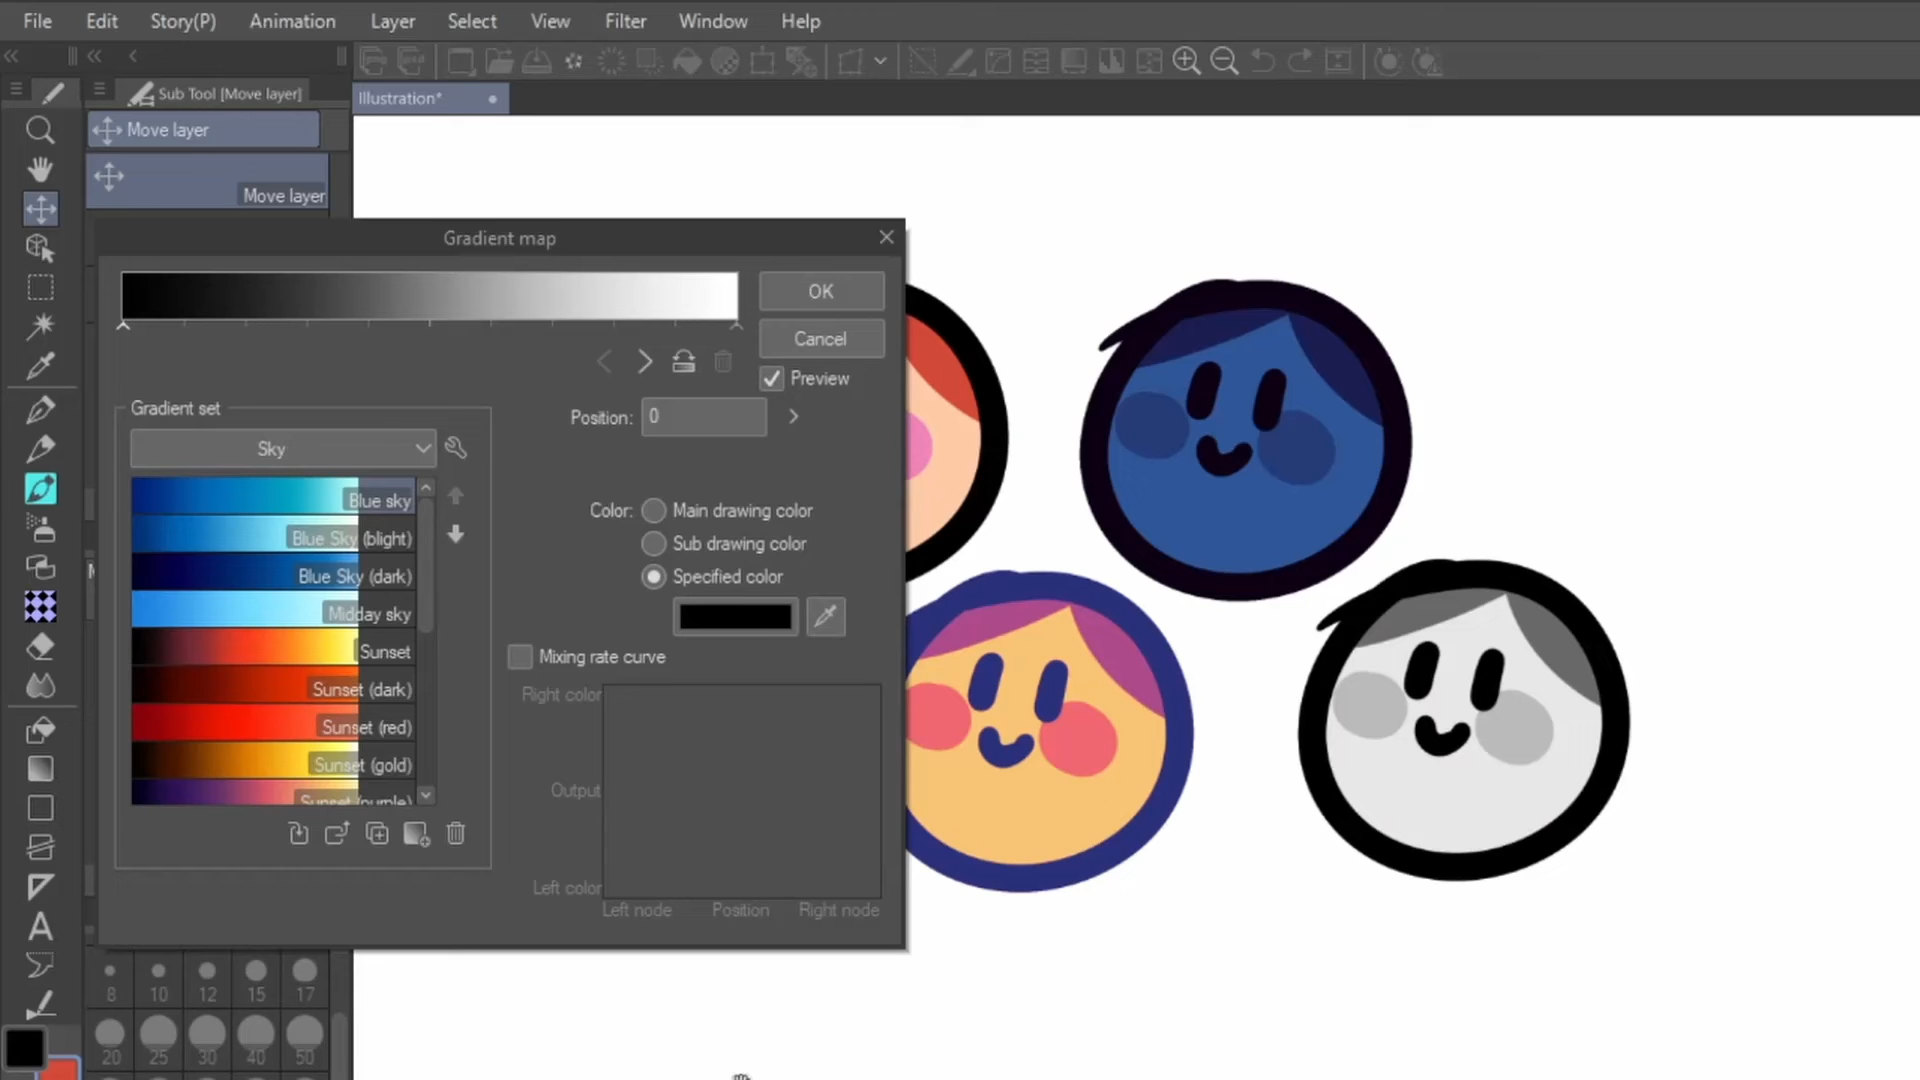 File Edit Story(P) Animation Layer Select View Filter Window Help
Sub Tool [Move layer]
Illustration*
Move layer
Move layer
Gradient map
OK
Cancel
Preview
Gradient set
Position: 0
Sky
Blue sky
Blue Sky (blight)
Blue Sky (dark)
Midday sky
Sunset
Sunset (dark)
Sunset (red)
Sunset (gold)
Sunset (purple)
Color: Main drawing color
Sub drawing color
Specified color
Mixing rate curve
Right color
Output
Left color
Left node Position Right node
8 10 12 15 17
20 25 30 40 50